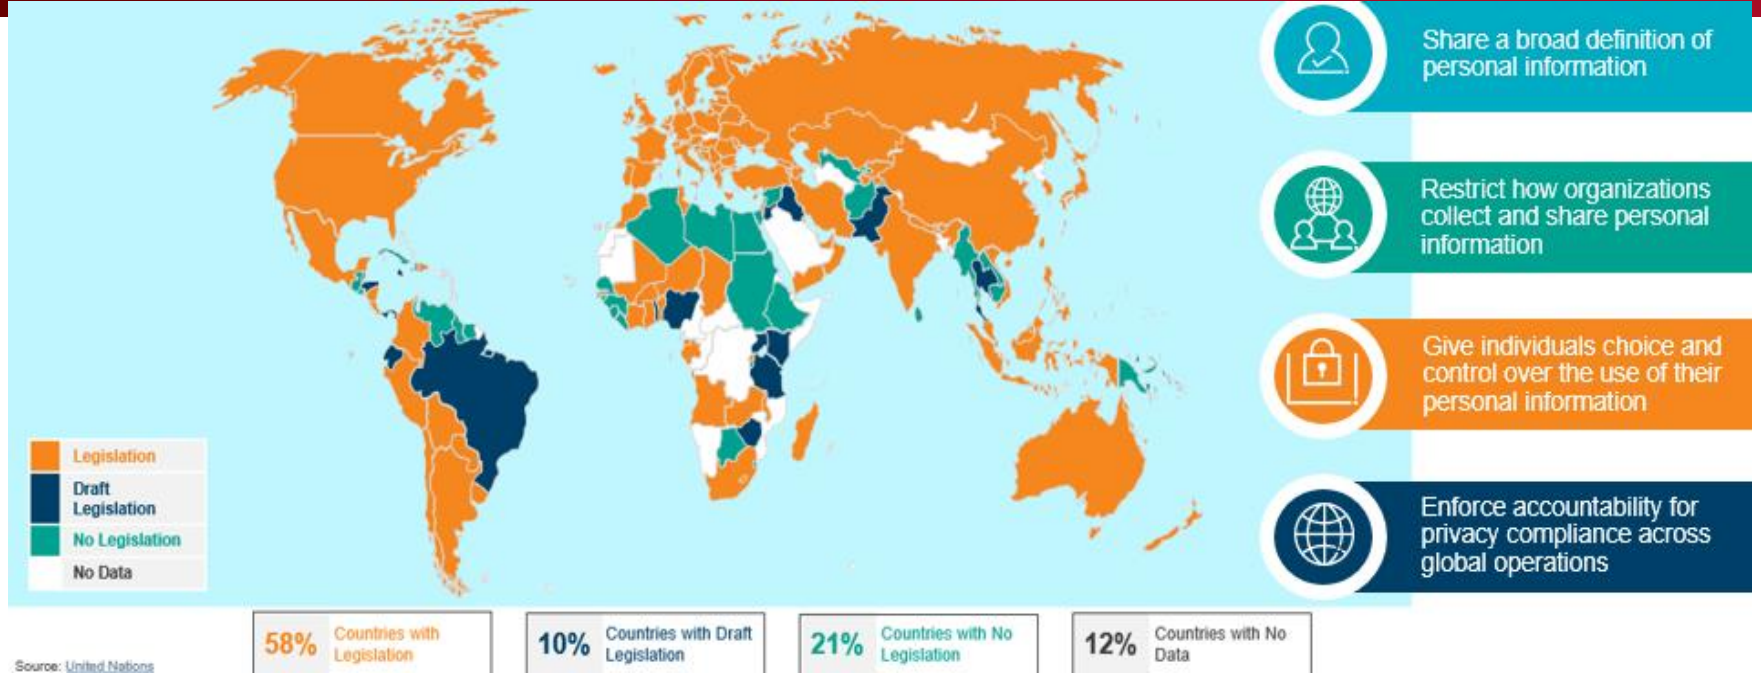 Share a broad definition of
personal information
Restrict how organizations
collect and share personal
information
Give individuals choice and
control over the use of their
personal information
Enforce accountability for
privacy compliance across
global operations
Legislation
Draft
Legislation
No Legislation
No Data
58%
Countries with
Legislation
10%
Countries with Draft
Legislation
21%
Countries with No
Legislation
12%
Countries with No
Data
Source: United Nations